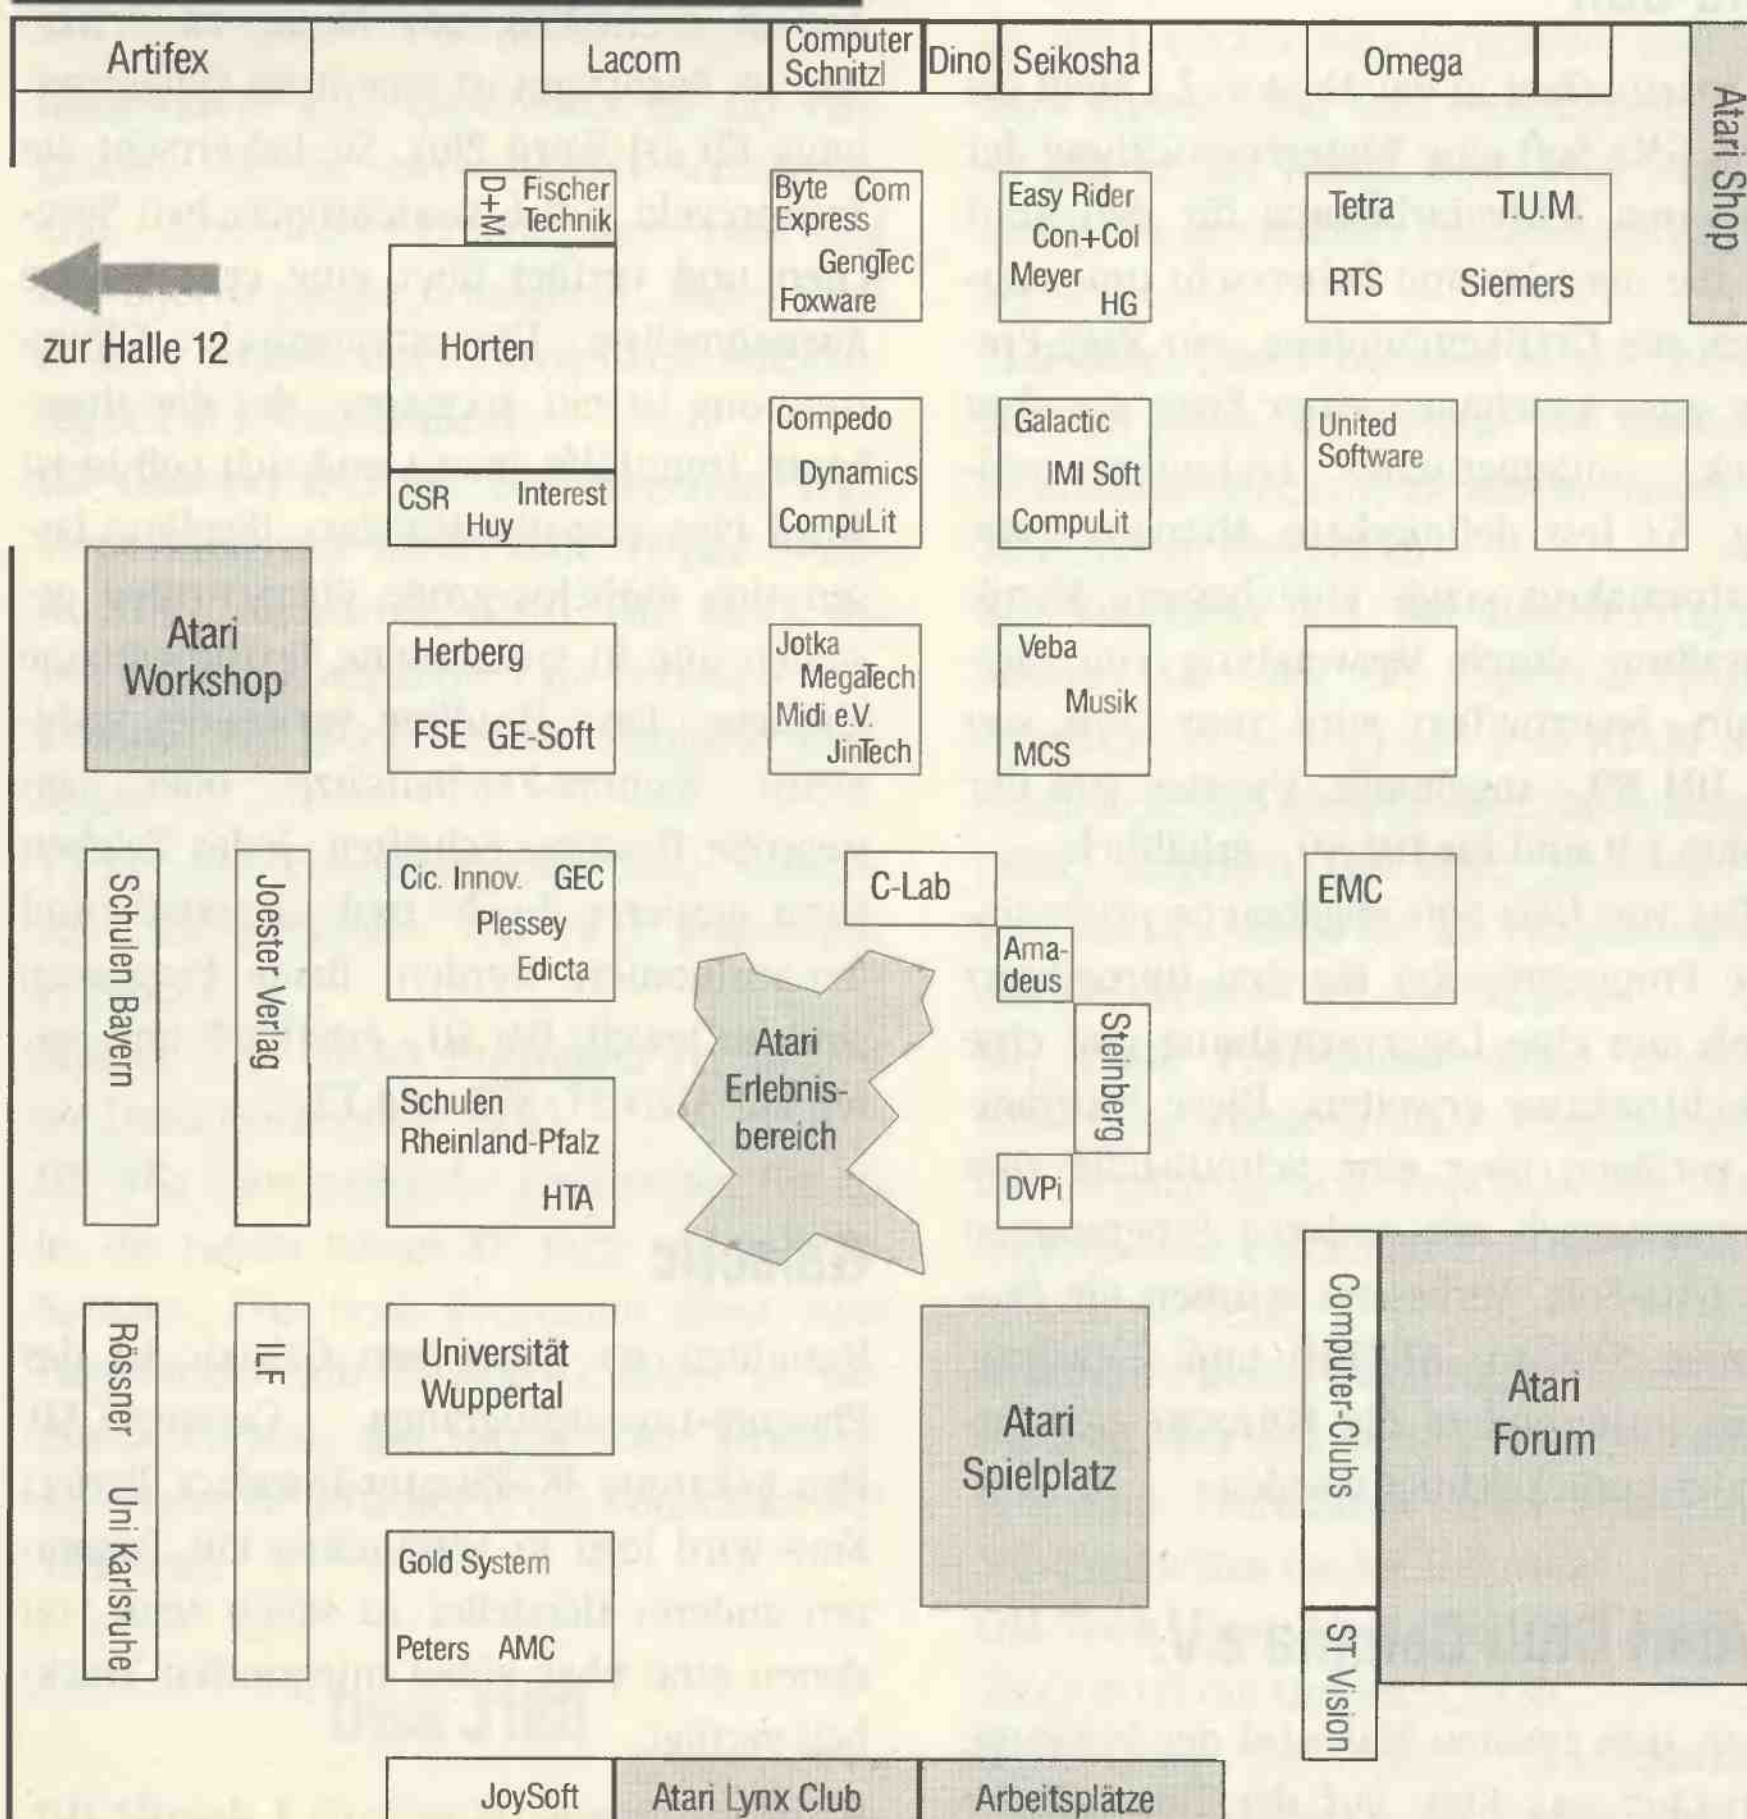 Artifex
Lacom
Computer
Schnitzl
Dino
Seikosha
Omega
Atari Shop
D+M
Fischer
Technik
Byte Com
Express
GengTec
Foxware
Easy Rider
Con+Col
Meyer
HG
Tetra T.U.M.
RTS Siemers
zur Halle 12
Horten
CSR Interest
Huy
Compedo
Dynamics
CompuLit
Galactic
IMI Soft
CompuLit
United
Software
Atari
Workshop
Herberg
FSE GE-Soft
Jotka
MegaTech
Midi e.V.
JinTech
Veba
Musik
MCS
Schulen Bayern
Joester Verlag
Cic. Innov. GEC
Plessey
Edicta
C-Lab
Ama-
deus
Steinberg
DVPi
EMC
Atari
Erlebnis-
bereich
Schulen
Rheinland-Pfalz
HTA
Rössner Uni Karlsruhe
ILF
Universität
Wuppertal
Gold System
Peters AMC
Atari
Spielplatz
Computer-Clubs
ST Vision
Atari
Forum
JoySoft
Atari Lynx Club
Arbeitsplätze